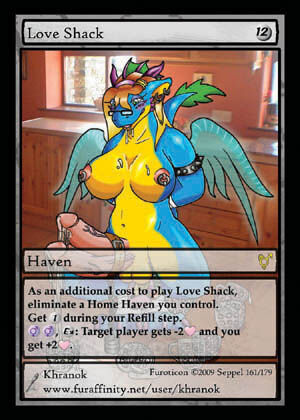 Love Shack 12
Haven
As an additional cost to play Love Shack,
eliminate a Home Haven you control.
Get 1 during your Refill step.
: Target player gets -2 and you
get +2.
Khranok
Furoticon ©2009 Seppel 161/179
www.furaffinity.net/user/khranok